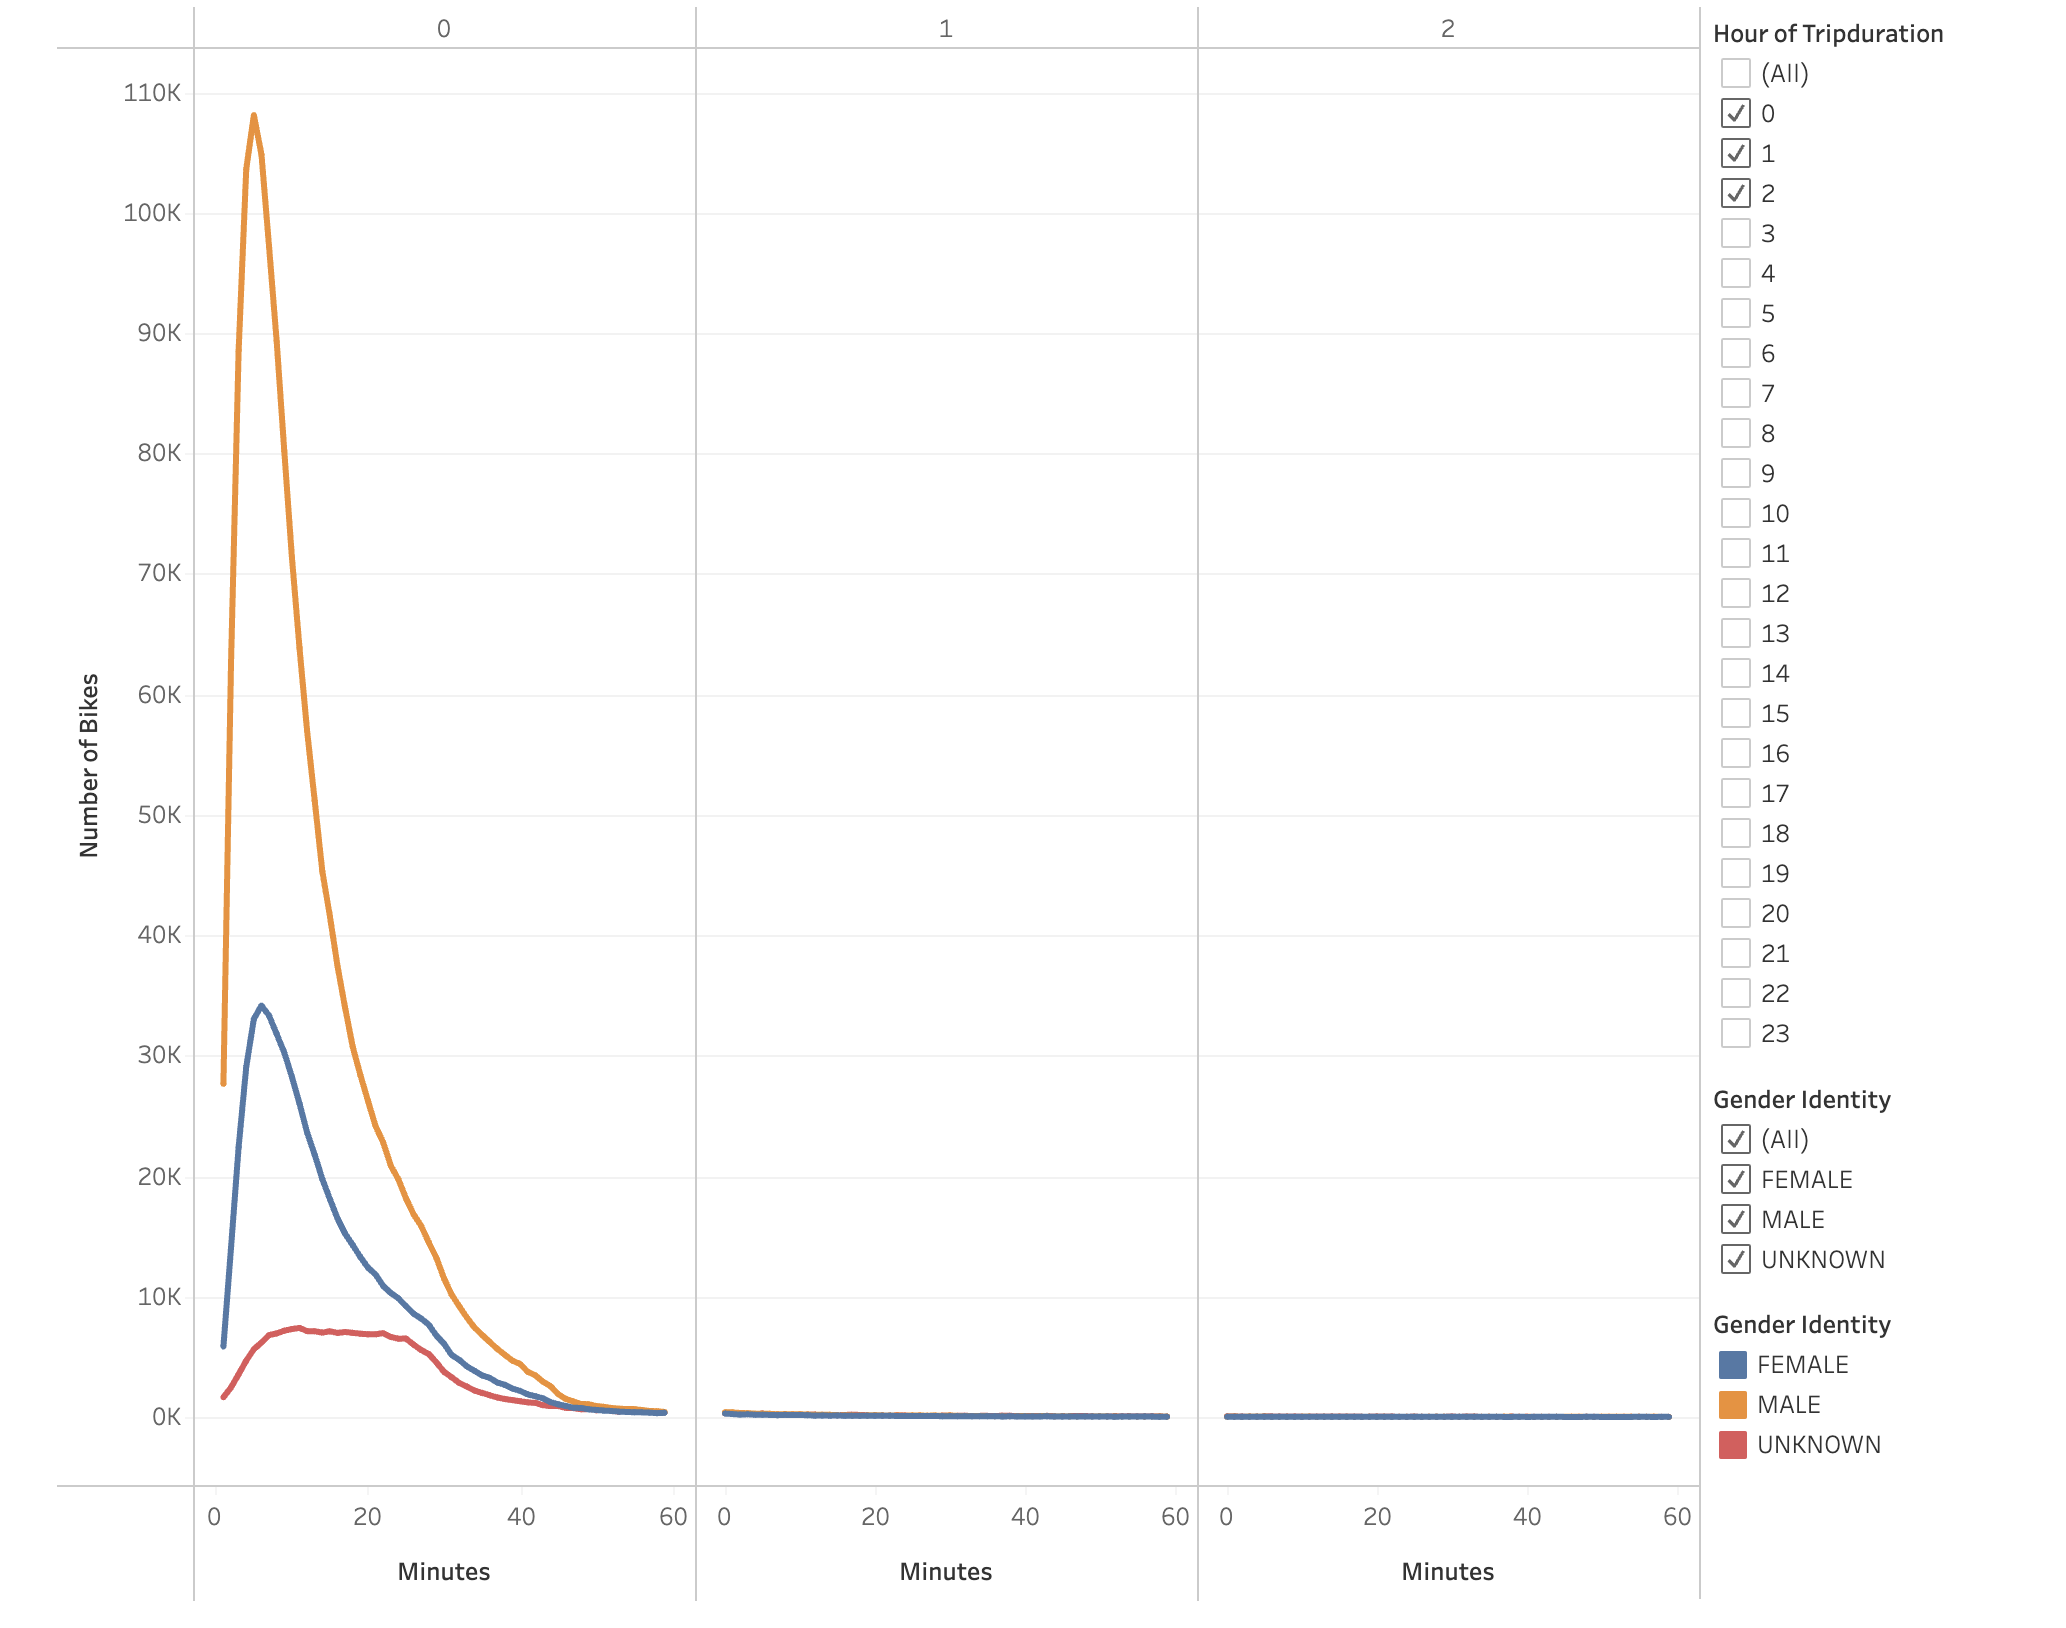 0 1 2
110K
100K
90K
80K
70K
60K
50K
40K
30K
20K
10K
0K
Number of Bikes
0 20 40 60 0 20 40 60 0 20 40 60
Minutes Minutes Minutes
Hour of Tripduration
(All)
0
1
2
3
4
5
6
7
8
9
10
11
12
13
14
15
16
17
18
19
20
21
22
23
Gender Identity
(All)
FEMALE
MALE
UNKNOWN
Gender Identity
FEMALE
MALE
UNKNOWN